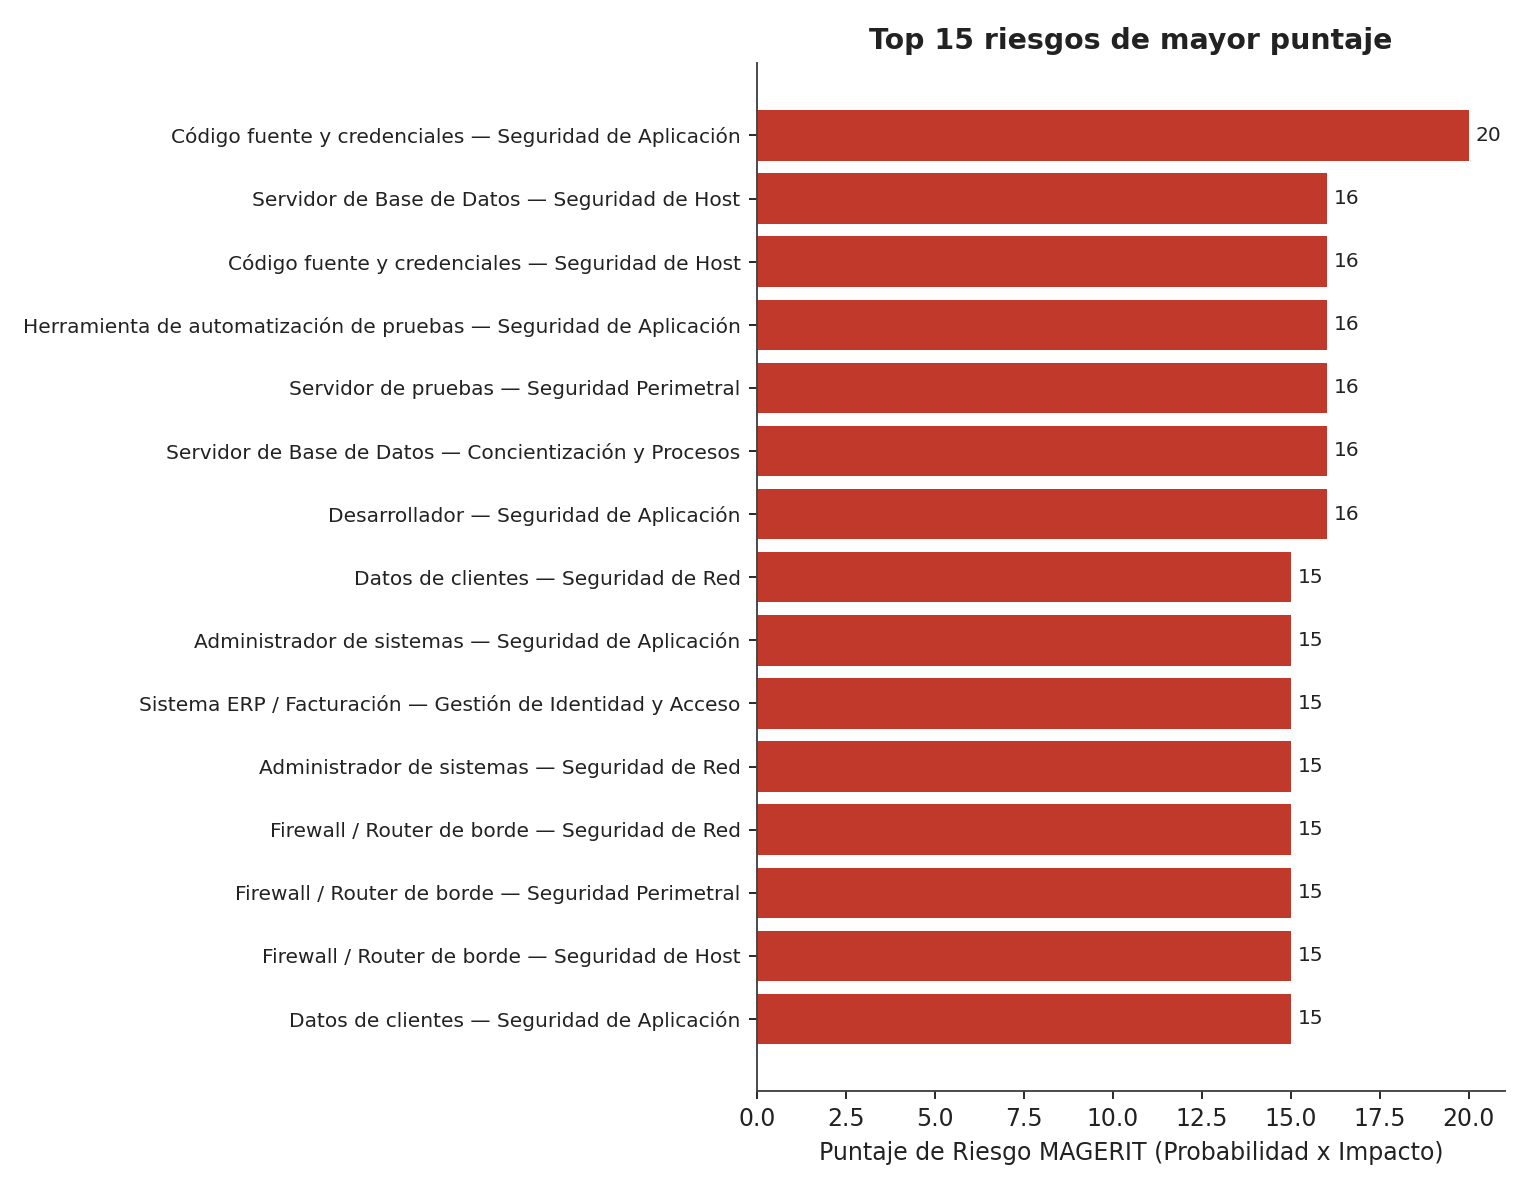 Top 15 riesgos de mayor puntaje
Código fuente y credenciales — Seguridad de Aplicación 20
Servidor de Base de Datos — Seguridad de Host 16
Código fuente y credenciales — Seguridad de Host 16
Herramienta de automatización de pruebas — Seguridad de Aplicación 16
Servidor de pruebas — Seguridad Perimetral 16
Servidor de Base de Datos — Concientización y Procesos 16
Desarrollador — Seguridad de Aplicación 16
Datos de clientes — Seguridad de Red 15
Administrador de sistemas — Seguridad de Aplicación 15
Sistema ERP / Facturación — Gestión de Identidad y Acceso 15
Administrador de sistemas — Seguridad de Red 15
Firewall / Router de borde — Seguridad de Red 15
Firewall / Router de borde — Seguridad Perimetral 15
Firewall / Router de borde — Seguridad de Host 15
Datos de clientes — Seguridad de Aplicación 15
0.0 2.5 5.0 7.5 10.0 12.5 15.0 17.5 20.0
Puntaje de Riesgo MAGERIT (Probabilidad x Impacto)